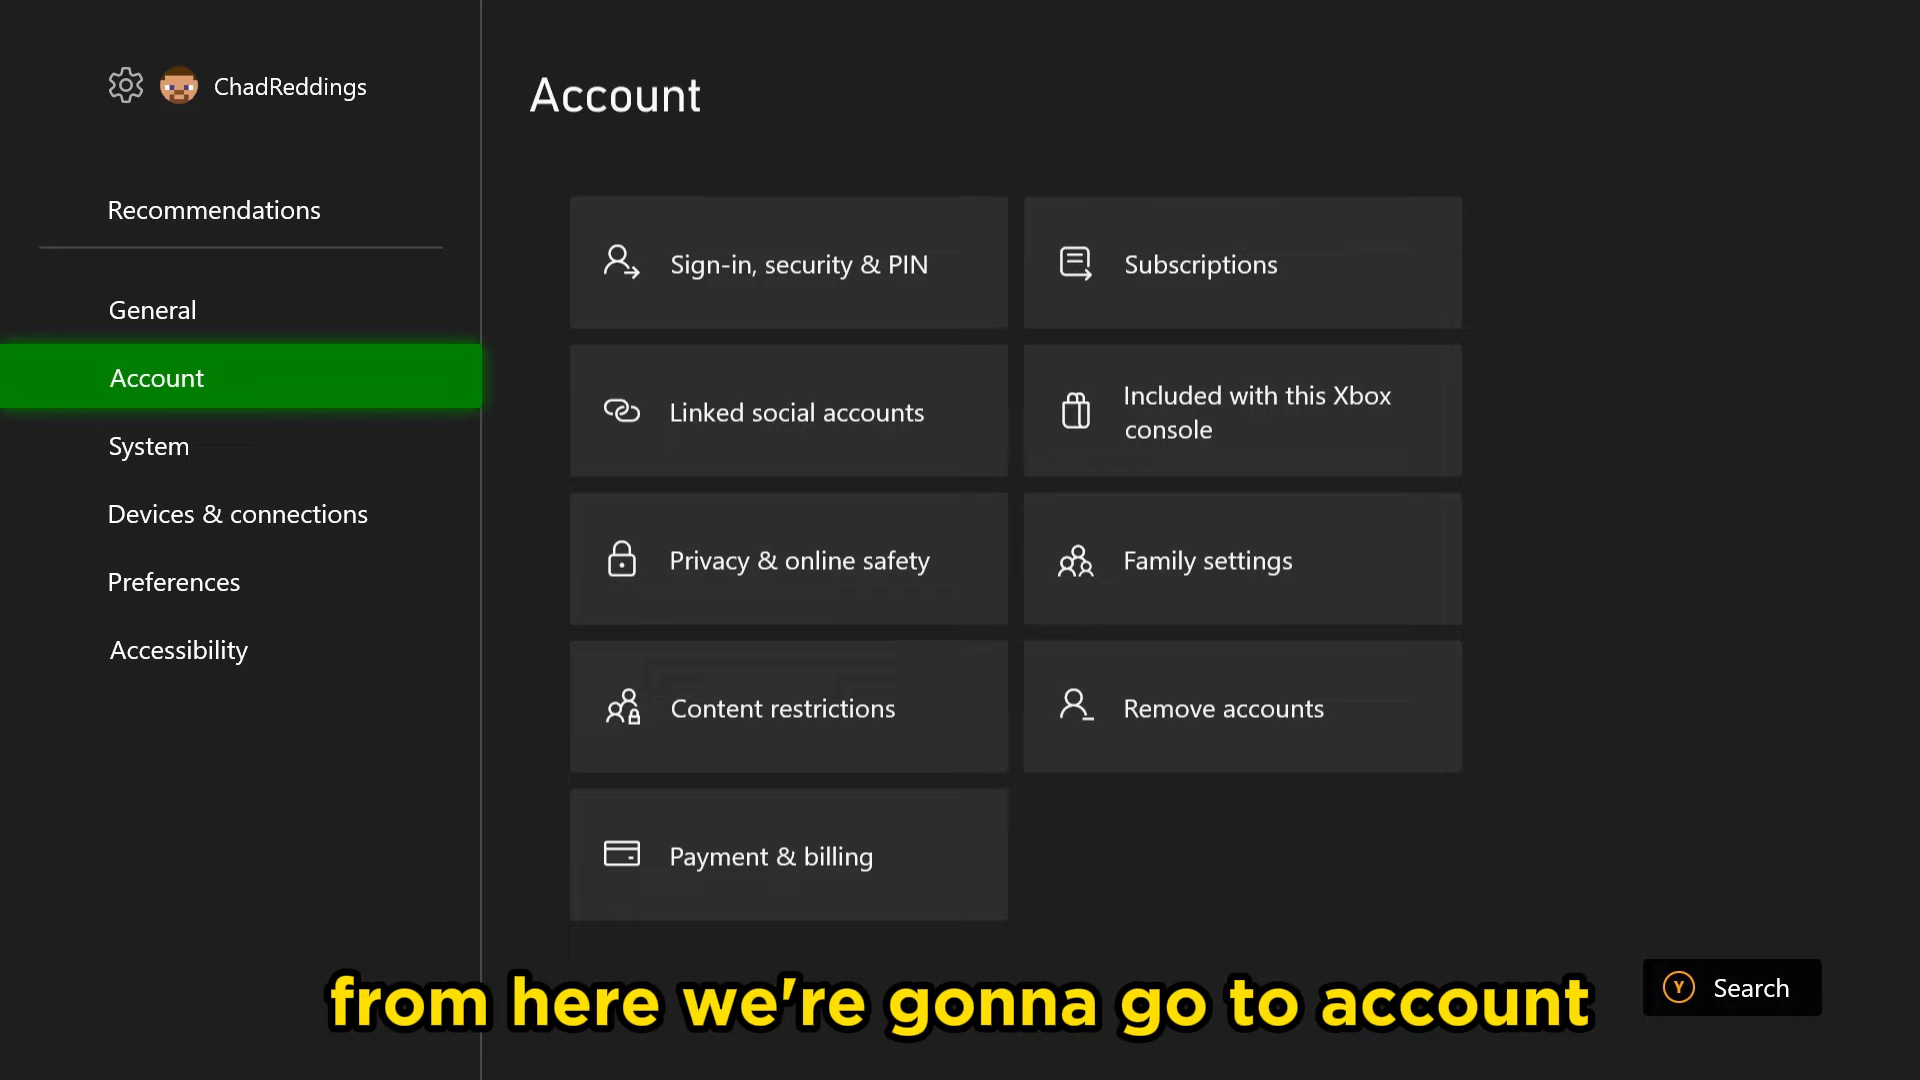 ChadReddings
Recommendations
General
Account
System
Devices & connections
Preferences
Accessibility
Account
Sign-in, security & PIN
Subscriptions
Linked social accounts
Included with this Xbox
console
Privacy & online safety
Family settings
Content restrictions
Remove accounts
Payment & billing
from here we're gonna go to account
Y Search